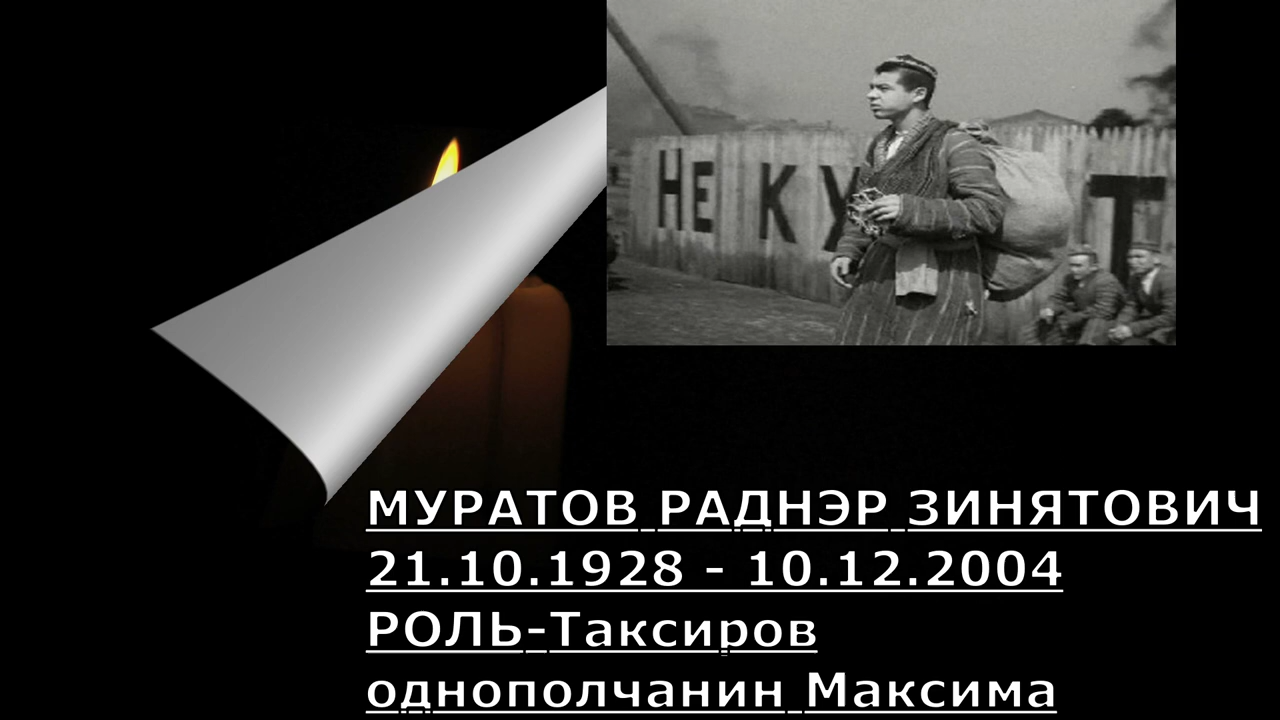 НЕ КУ Т
МУРАТОВ РАДНЭР ЗИНЯТОВИЧ
21.10.1928 - 10.12.2004
РОЛЬ-Таксиров
однополчанин Максима